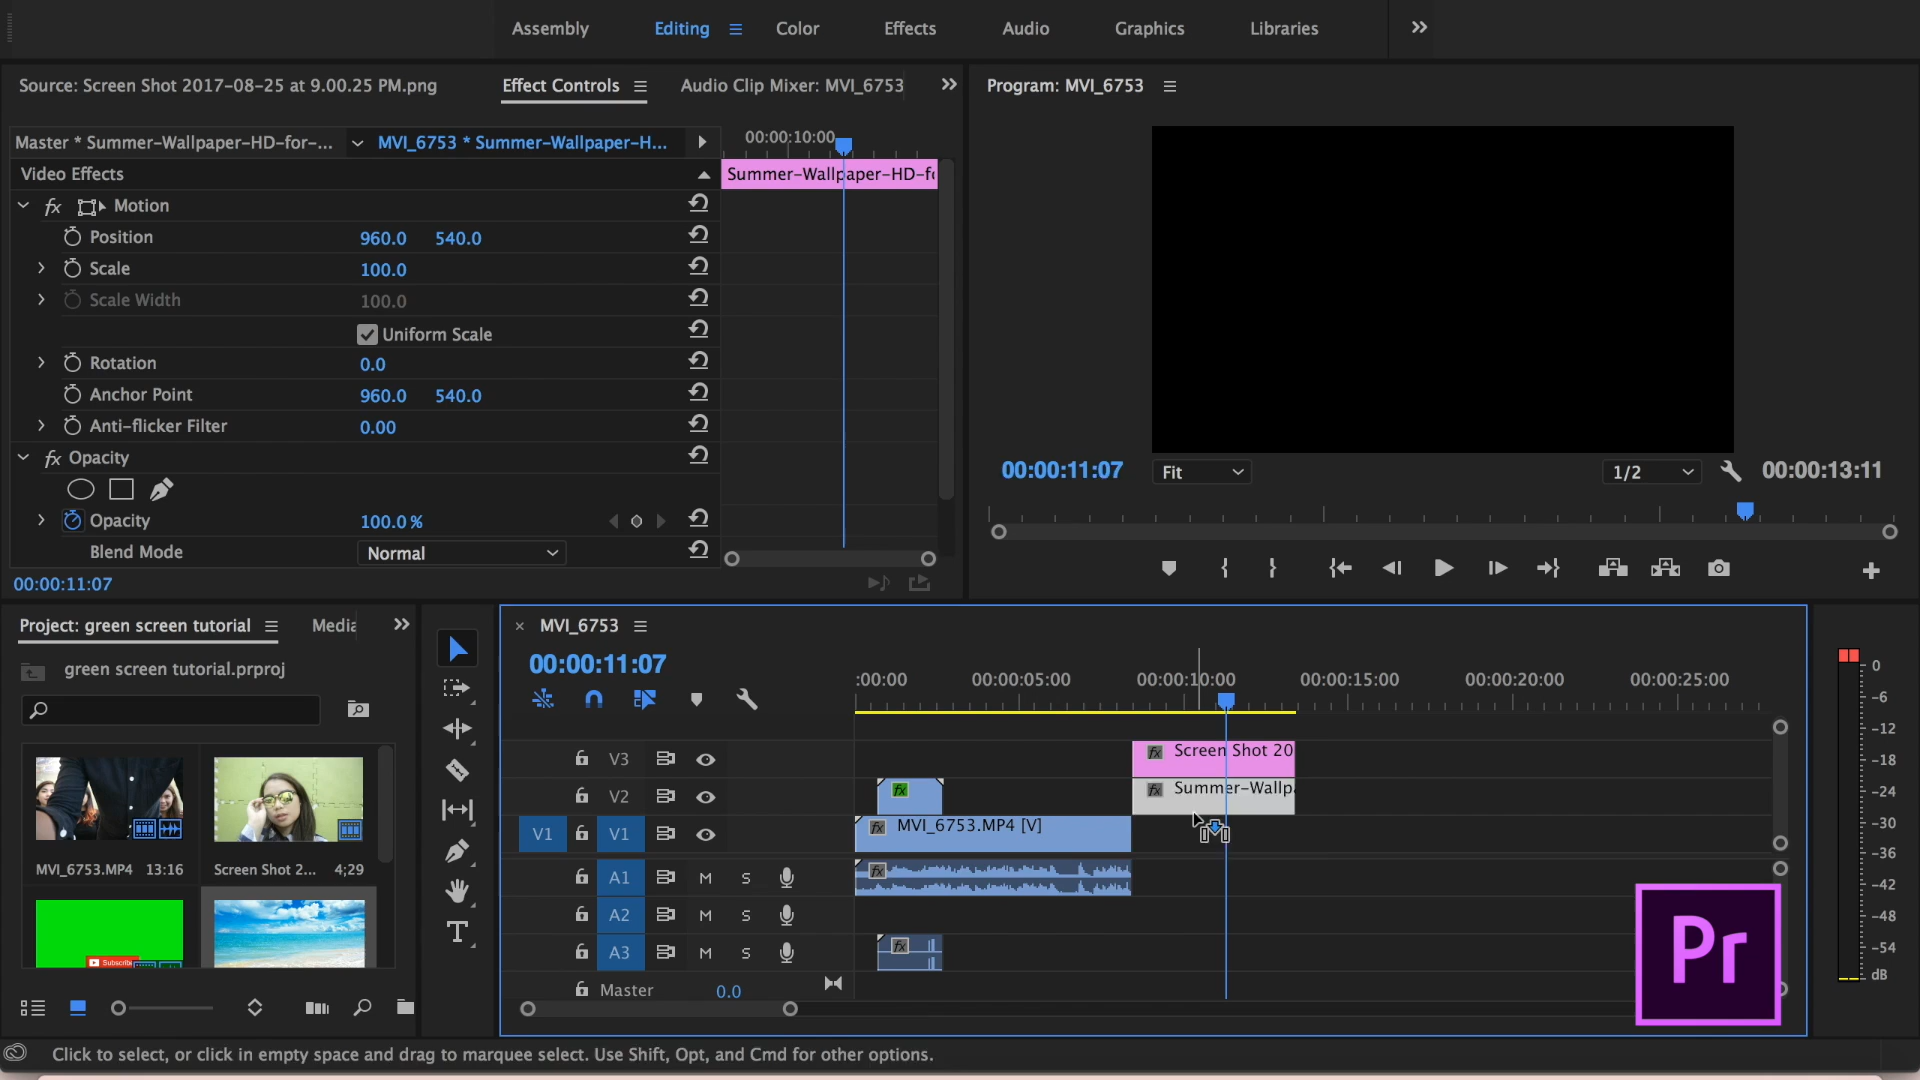 Assembly Editing Color Effects Audio Graphics Libraries
Source: Screen Shot 2017-08-25 at 9.00.25 PM.png Effect Controls Audio Clip Mixer: MVI_6753
Program: MVI_6753
Master * Summer-Wallpaper-HD-for-... MVI_6753 * Summer-Wallpaper-H...
00:00:10:00
Video Effects
Summer-Wallpaper-HD-f
fx Motion
Position 960.0 540.0
Scale 100.0
Scale Width 100.0
Uniform Scale
Rotation 0.0
Anchor Point 960.0 540.0
Anti-flicker Filter 0.00
fx Opacity
Opacity 100.0 %
Blend Mode Normal
00:00:11:07
00:00:11:07 Fit 1/2 00:00:13:11
Project: green screen tutorial Media
green screen tutorial.prproj
MVI_6753.MP4 13:16
Screen Shot 2... 4;29
Subscribe
MVI_6753
00:00:11:07
:00:00 00:00:05:00 00:00:10:00 00:00:15:00 00:00:20:00 00:00:25:00
V3 fx Screen Shot 20
V2 fx fx Summer-Wallp
V1 V1 fx MVI_6753.MP4 [V]
A1 M S fx
A2 M S
A3 M S fx
Master 0.0
0
-6
-12
-18
-24
-30
-36
-42
-48
-54
dB
Pr
Click to select, or click in empty space and drag to marquee select. Use Shift, Opt, and Cmd for other options.